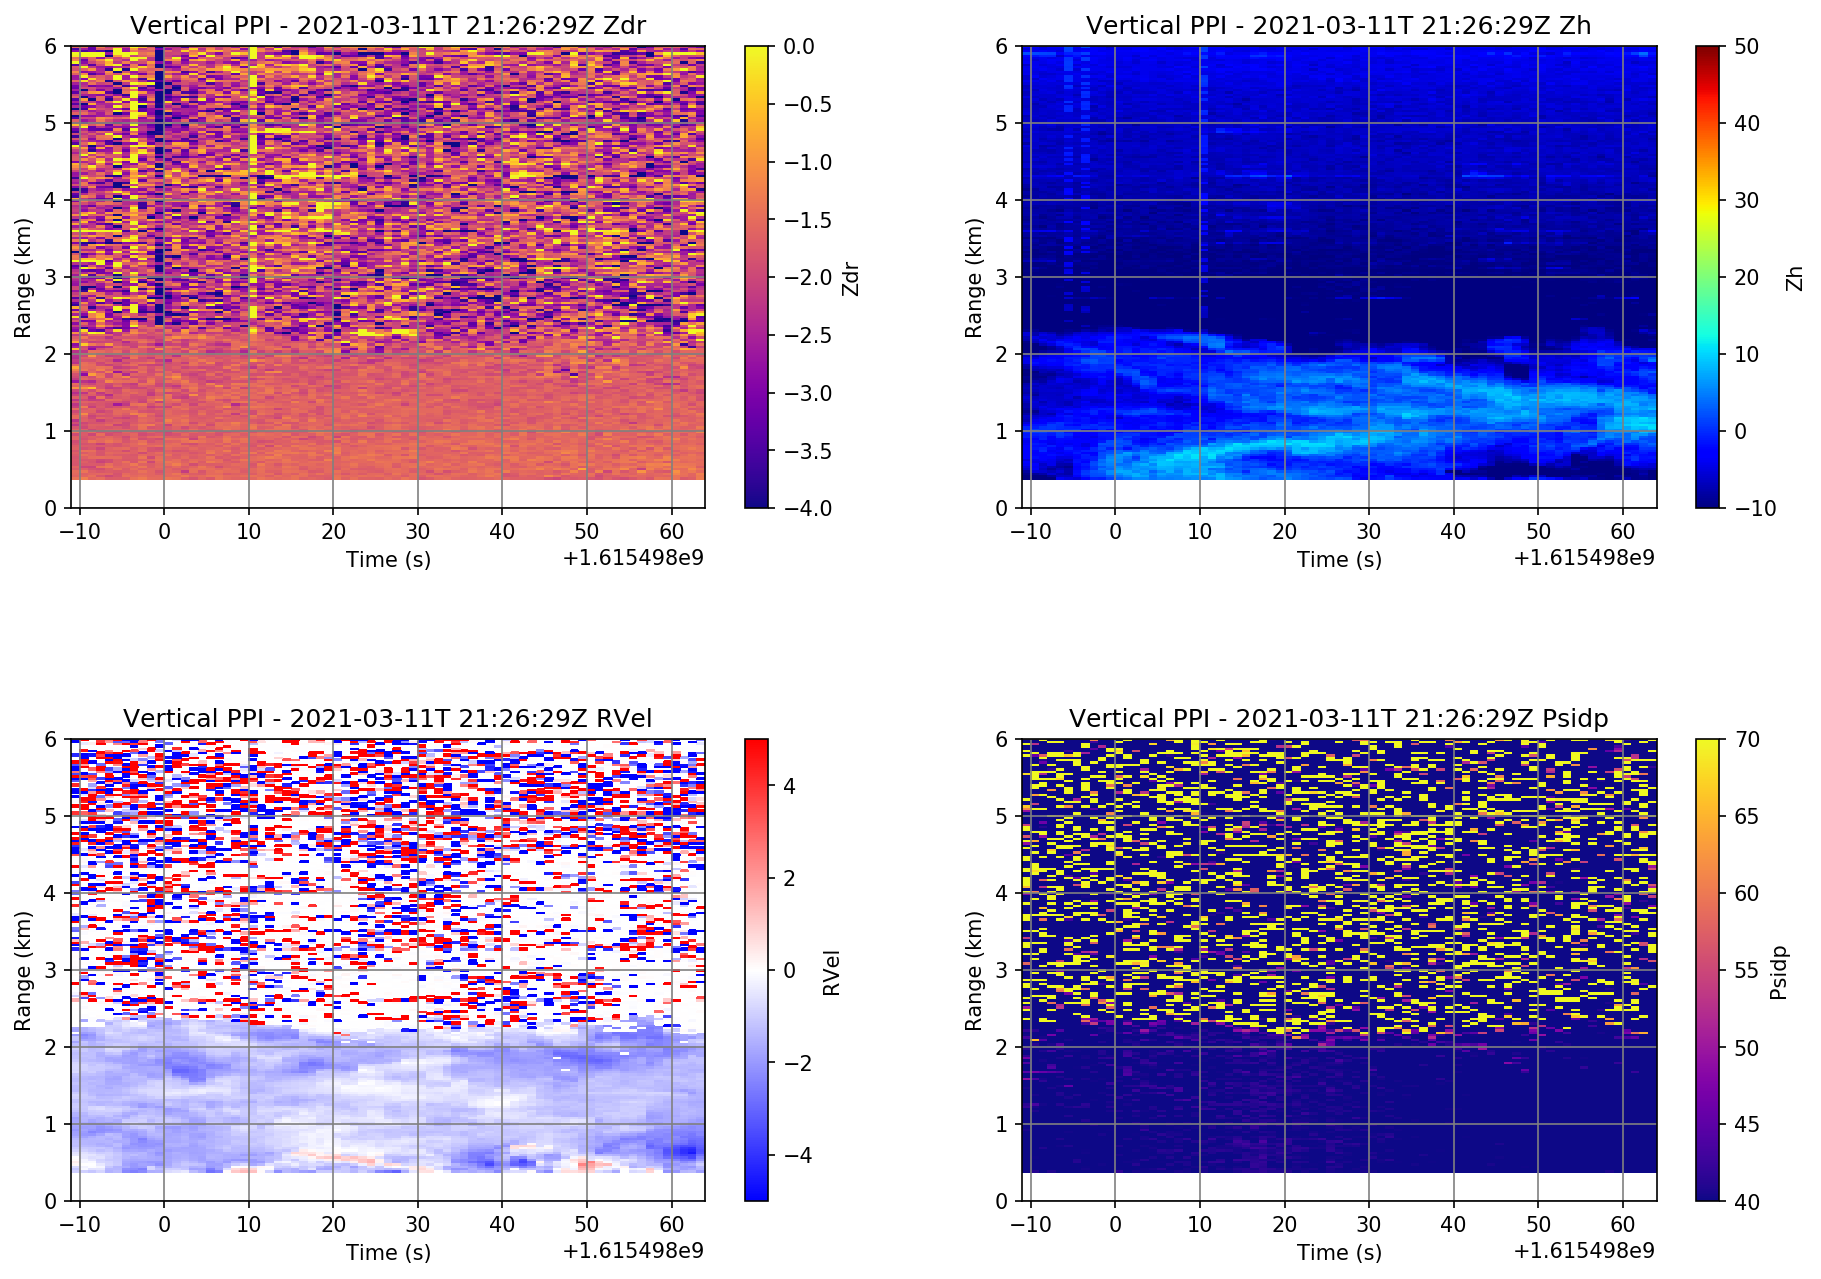 Vertical PPI - 2021-03-11T 21:26:29Z Zdr
6
5
4
3
2
1
0
Range (km)
−10 0 10 20 30 40 50 60
Time (s)
+1.615498e9
0.0
−0.5
−1.0
−1.5
−2.0
−2.5
−3.0
−3.5
−4.0
Zdr
Vertical PPI - 2021-03-11T 21:26:29Z Zh
6
5
4
3
2
1
0
Range (km)
−10 0 10 20 30 40 50 60
Time (s)
+1.615498e9
50
40
30
20
10
0
−10
Zh
Vertical PPI - 2021-03-11T 21:26:29Z RVel
6
5
4
3
2
1
0
Range (km)
−10 0 10 20 30 40 50 60
Time (s)
+1.615498e9
4
2
0
−2
−4
RVel
Vertical PPI - 2021-03-11T 21:26:29Z Psidp
6
5
4
3
2
1
0
Range (km)
−10 0 10 20 30 40 50 60
Time (s)
+1.615498e9
70
65
60
55
50
45
40
Psidp